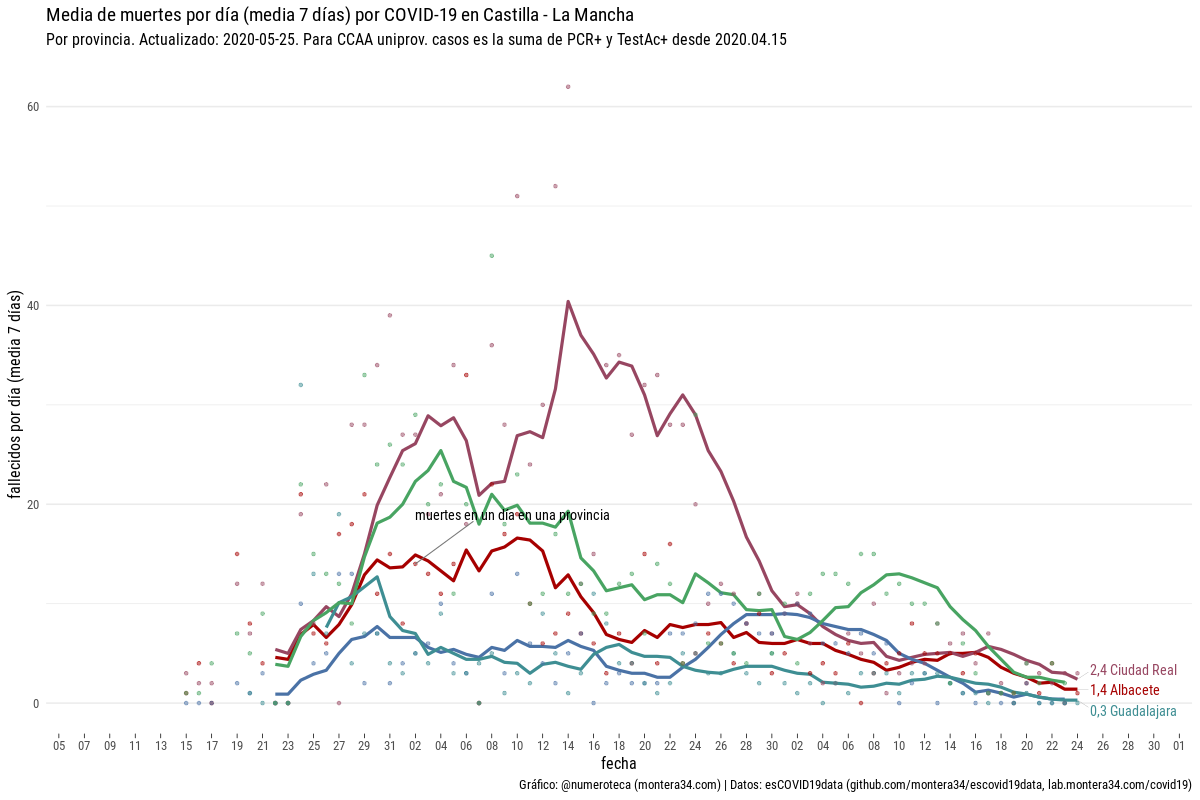 Media de muertes por día (media 7 días) por COVID-19 en Castilla - La Mancha
Por provincia. Actualizado: 2020-05-25. Para CCAA uniprov. casos es la suma de PCR+ y TestAc+ desde 2020.04.15
60
40
20
0
fallecidos por día (media 7 días)
muertes en un día en una provincia
2,4 Ciudad Real
1,4 Albacete
0,3 Guadalajara
05 07 09 11 13 15 17 19 21 23 25 27 29 31 02 04 06 08 10 12 14 16 18 20 22 24 26 28 30 02 04 06 08 10 12 14 16 18 20 22 24 26 28 30 01
fecha
Gráfico: @numeroteca (montera34.com) | Datos: esCOVID19data (github.com/montera34/escovid19data, lab.montera34.com/covid19)